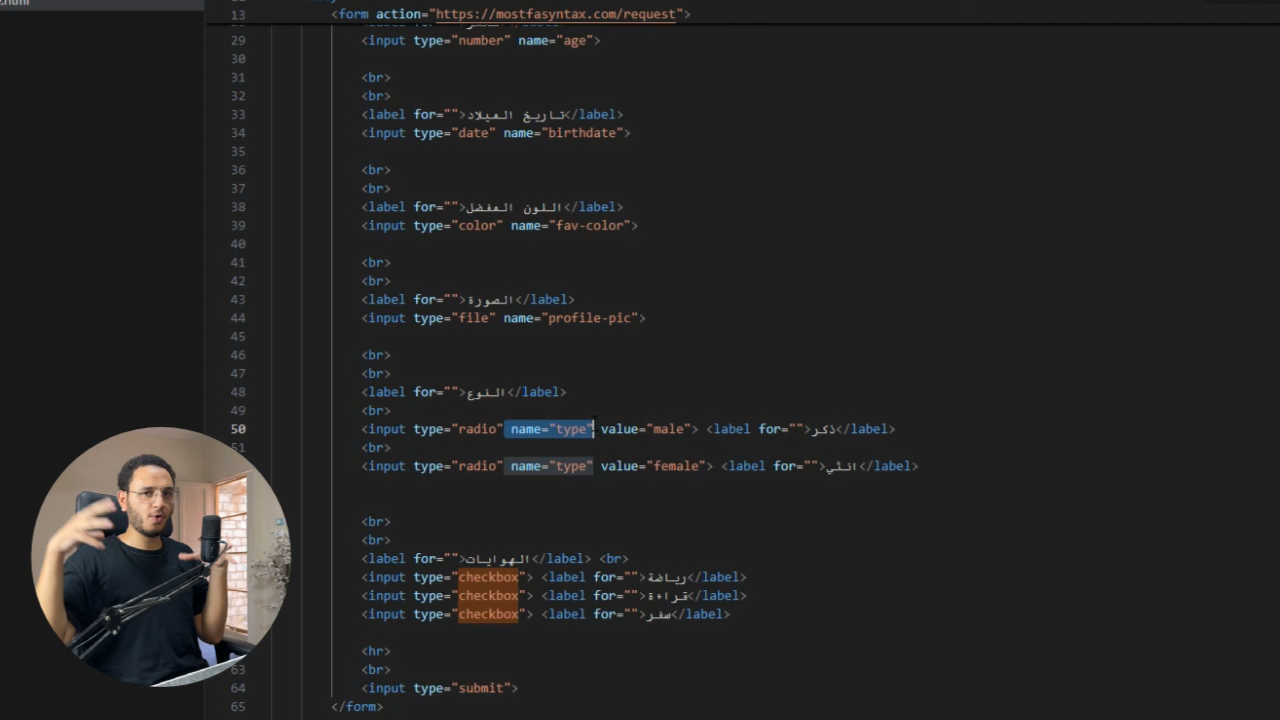 13 <form action="https://mostfasyntax.com/request">
29 <input type="number" name="age">
30
31 <br>
32 <br>
33 <label for="">تاريخ الميلاد</label>
34 <input type="date" name="birthdate">
35
36 <br>
37 <br>
38 <label for="">اللون المفضل</label>
39 <input type="color" name="fav-color">
40
41 <br>
42 <br>
43 <label for="">الصورة</label>
44 <input type="file" name="profile-pic">
45
46 <br>
47 <br>
48 <label for="">النوع</label>
49 <br>
50 <input type="radio" name="type" value="male"> <label for="">ذكر</label>
51 <br>
<input type="radio" name="type" value="female"> <label for="">انثي</label>
<br>
<br>
<label for="">الهوايات</label> <br>
<input type="checkbox"> <label for="">رياضة</label>
<input type="checkbox"> <label for="">قراءة</label>
<input type="checkbox"> <label for="">سفر</label>
<hr>
63 <br>
64 <input type="submit">
65 </form>